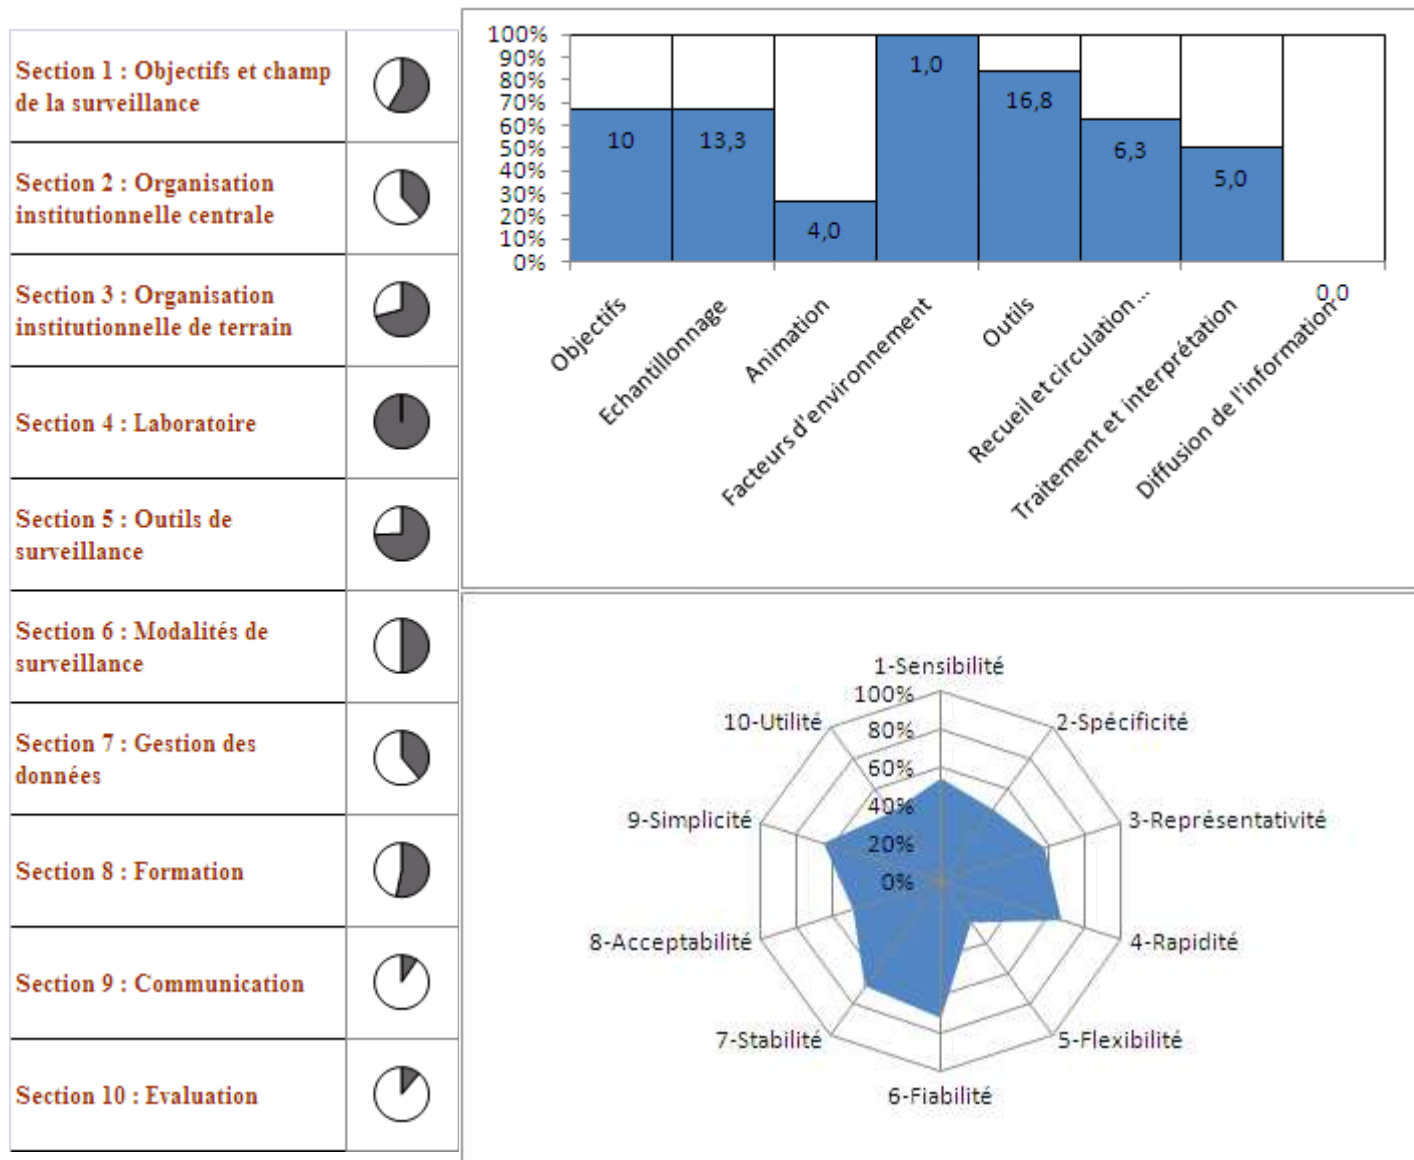 Section 1 : Objectifs et champ
de la surveillance
Section 2 : Organisation
institutionnelle centrale
Section 3 : Organisation
institutionnelle de terrain
Section 4 : Laboratoire
Section 5 : Outils de
surveillance
Section 6 : Modalités de
surveillance
Section 7 : Gestion des
données
Section 8 : Formation
Section 9 : Communication
Section 10 : Evaluation
100%
90%
80%
70%
60%
50%
40%
30%
20%
10%
0%
10
13,3
4,0
1,0
16,8
6,3
5,0
0,0
Objectifs
Echantillonnage
Animation
Facteurs d'environnement
Outils
Recueil et circulation...
Traitement et interprétation
Diffusion de l'information
1-Sensibilité
2-Spécificité
3-Représentativité
4-Rapidité
5-Flexibilité
6-Fiabilité
7-Stabilité
8-Acceptabilité
9-Simplicité
10-Utilité
100%
80%
60%
40%
20%
0%